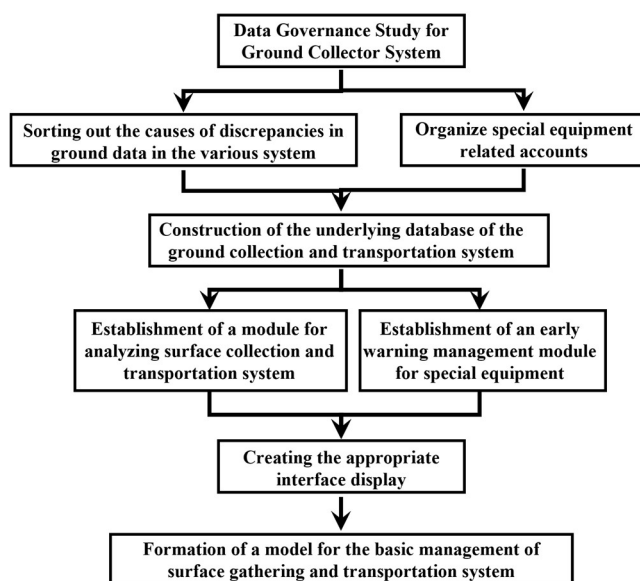 Data Governance Study for
Ground Collector System
Sorting out the causes of discrepancies in
ground data in the various system
Organize special equipment
related accounts
Construction of the underlying database of the
ground collection and transportation system
Establishment of a module for
analyzing surface collection and
transportation system
Establishment of an early
warning management module
for special equipment
Creating the appropriate
interface display
Formation of a model for the basic management of
surface gathering and transportation system